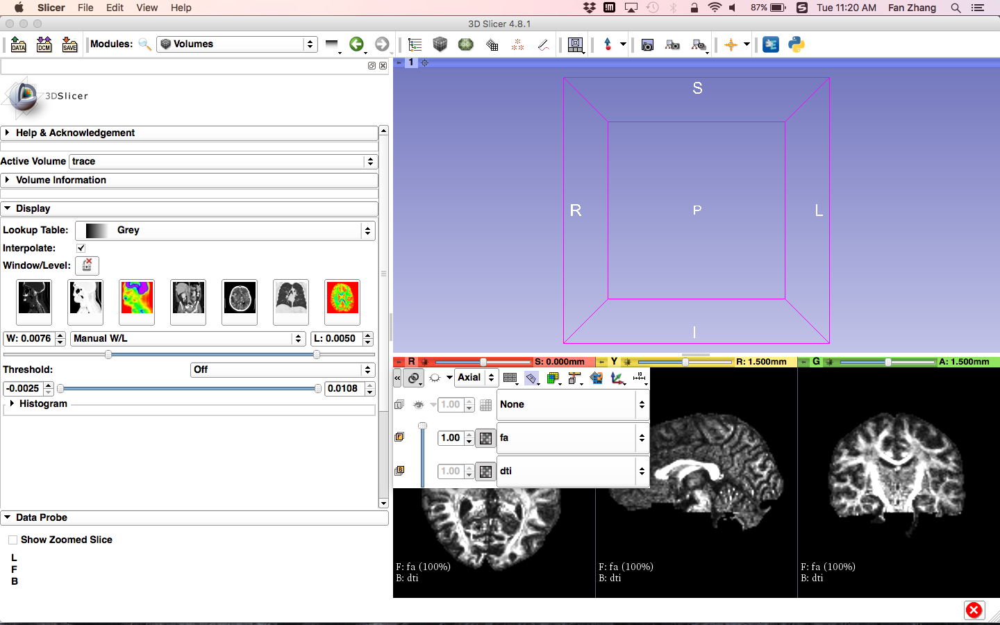 Slicer File Edit View Help 87% Tue 11:20 AM Fan Zhang
3D Slicer 4.8.1
DATA DCM SAVE Modules: Volumes
1
3DSlicer
Help & Acknowledgement
Active Volume trace
Volume Information
Display
Lookup Table: Grey
Interpolate:
Window/Level:
W: 0.0076 Manual W/L L: 0.0050
Threshold: Off
-0.0025 0.0108
Histogram
Data Probe
Show Zoomed Slice
L
F
B
S
R P L
I
R S: 0.000mm Y R: 1.500mm G A: 1.500mm
Axial
L 1.00 None
F 1.00 fa
B 1.00 dti
F: fa (100%)
B: dti
F: fa (100%)
B: dti
F: fa (100%)
B: dti